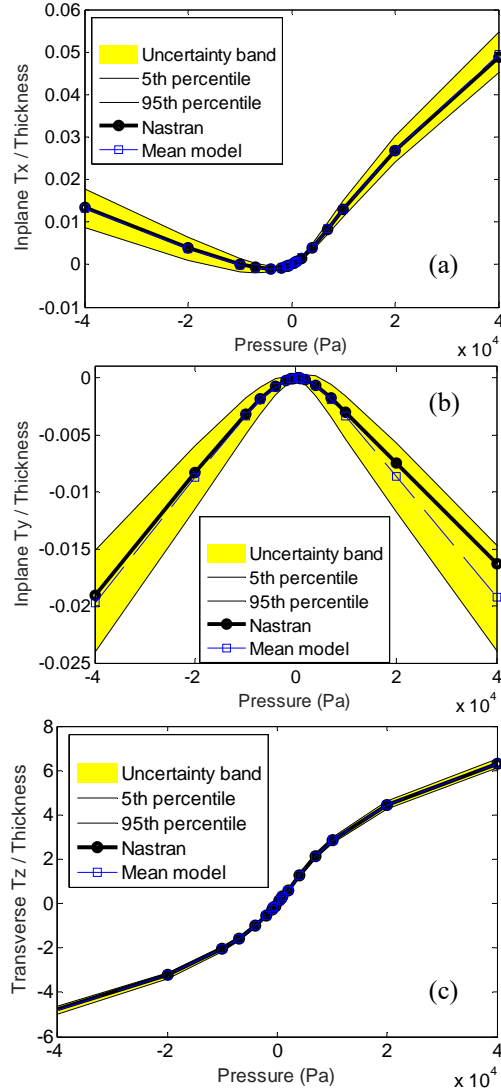 0.06
0.05
0.04
0.03
0.02
0.01
0
-0.01
Inplane Tx / Thickness
Uncertainty band
5th percentile
95th percentile
Nastran
Mean model
(a)
-4 -2 0 2 4
Pressure (Pa)
x 10^4
0
-0.005
-0.01
-0.015
-0.02
-0.025
Inplane Ty / Thickness
(b)
Uncertainty band
5th percentile
95th percentile
Nastran
Mean model
-4 -2 0 2 4
Pressure (Pa)
x 10^4
8
6
4
2
0
-2
-4
-6
Transverse Tz / Thickness
Uncertainty band
5th percentile
95th percentile
Nastran
Mean model
(c)
-4 -2 0 2 4
Pressure (Pa)
x 10^4